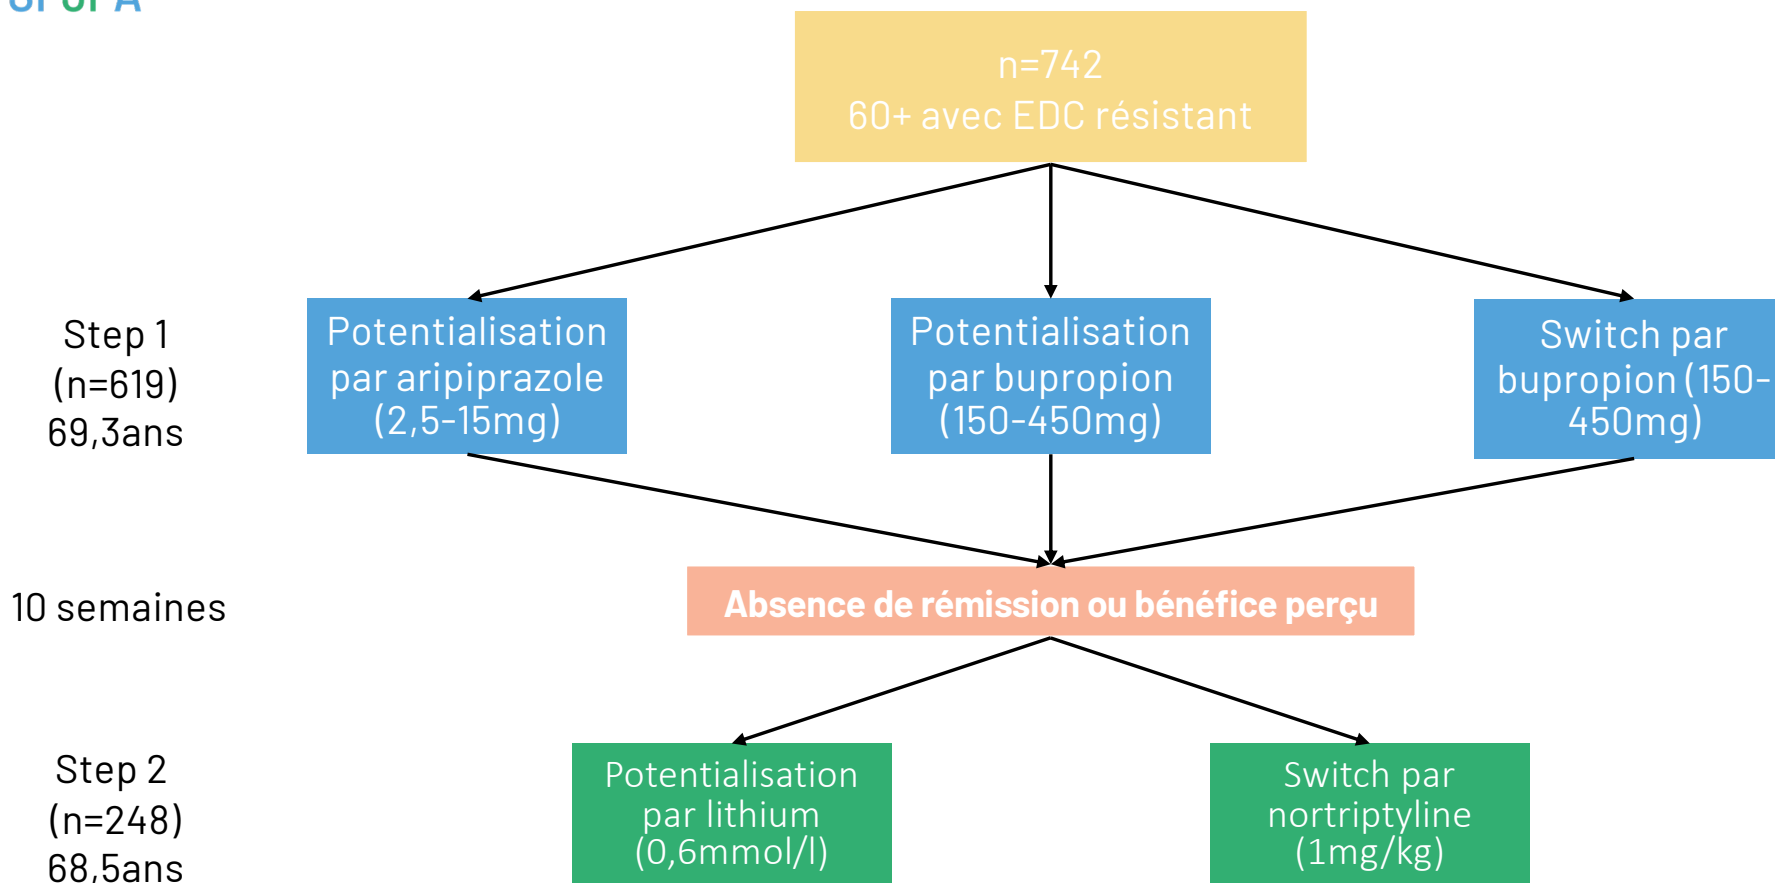 n=742
60+ avec EDC résistant
Step 1
(n=619)
69,3ans
Potentialisation
par aripiprazole
(2,5-15mg)
Potentialisation
par bupropion
(150-450mg)
Switch par
bupropion (150-
450mg)
10 semaines
Absence de rémission ou bénéfice perçu
Step 2
(n=248)
68,5ans
Potentialisation
par lithium
(0,6mmol/l)
Switch par
nortriptyline
(1mg/kg)